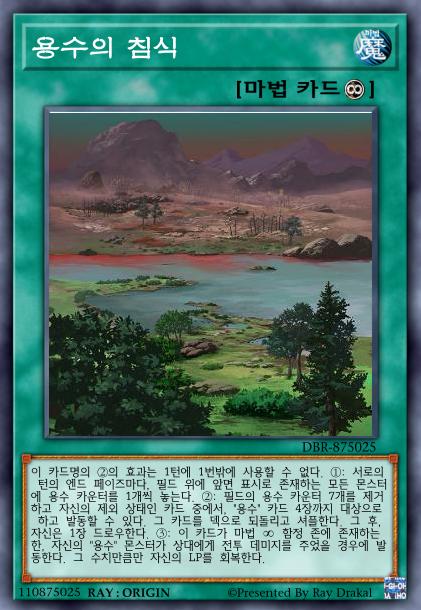 용수의 침식
마법
魔
[마법 카드∞]
DBR-875025
이 카드명의 ②의 효과는 1턴에 1번밖에 사용할 수 없다. ①: 서로의
턴의 엔드 페이즈마다, 필드 위에 앞면 표시로 존재하는 모든 몬스터
에 용수 카운터를 1개씩 놓는다. ②: 필드의 용수 카운터 7개를 제거
하고 자신의 제외 상태인 카드 중에서, "용수" 카드 4장까지 대상으로
하고 발동할 수 있다. 그 카드를 덱으로 되돌리고 셔플한다. 그 후,
자신은 1장 드로우한다. ③: 이 카드가 마법 ∞ 함정 존에 존재하는
한, 자신의 "용수" 몬스터가 상대에게 전투 데미지를 주었을 경우에 발
동한다. 그 수치만큼만 자신의 LP를 회복한다.
110875025 RAY : ORIGIN ©Presented By Ray Drakal